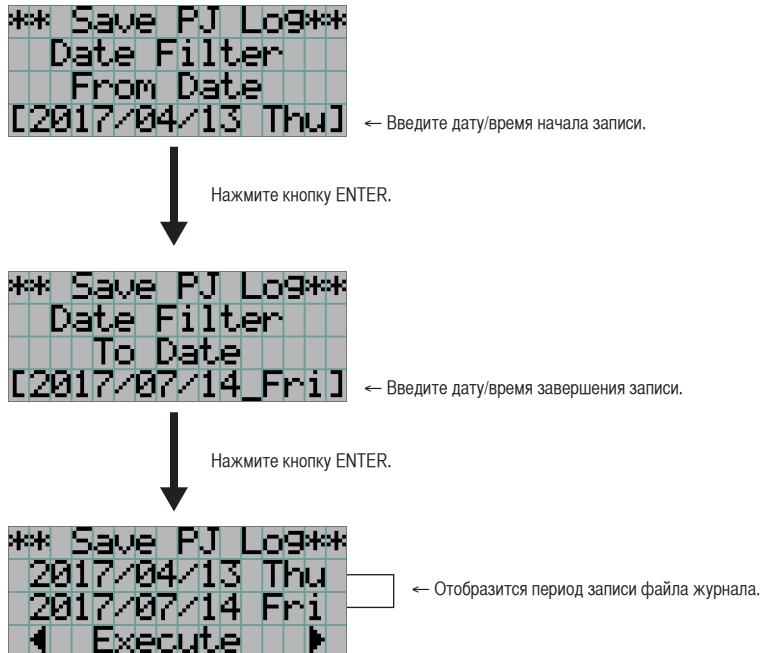 ** Save PJ Log**
Date Filter
From Date
[2017/04/13 Thu]
← Введите дату/время начала записи.
Нажмите кнопку ENTER.
** Save PJ Log**
Date Filter
To Date
[2017/07/14_Fri]
← Введите дату/время завершения записи.
Нажмите кнопку ENTER.
** Save PJ Log**
2017/04/13 Thu
2017/07/14 Fri
← Отобразится период записи файла журнала.
Execute